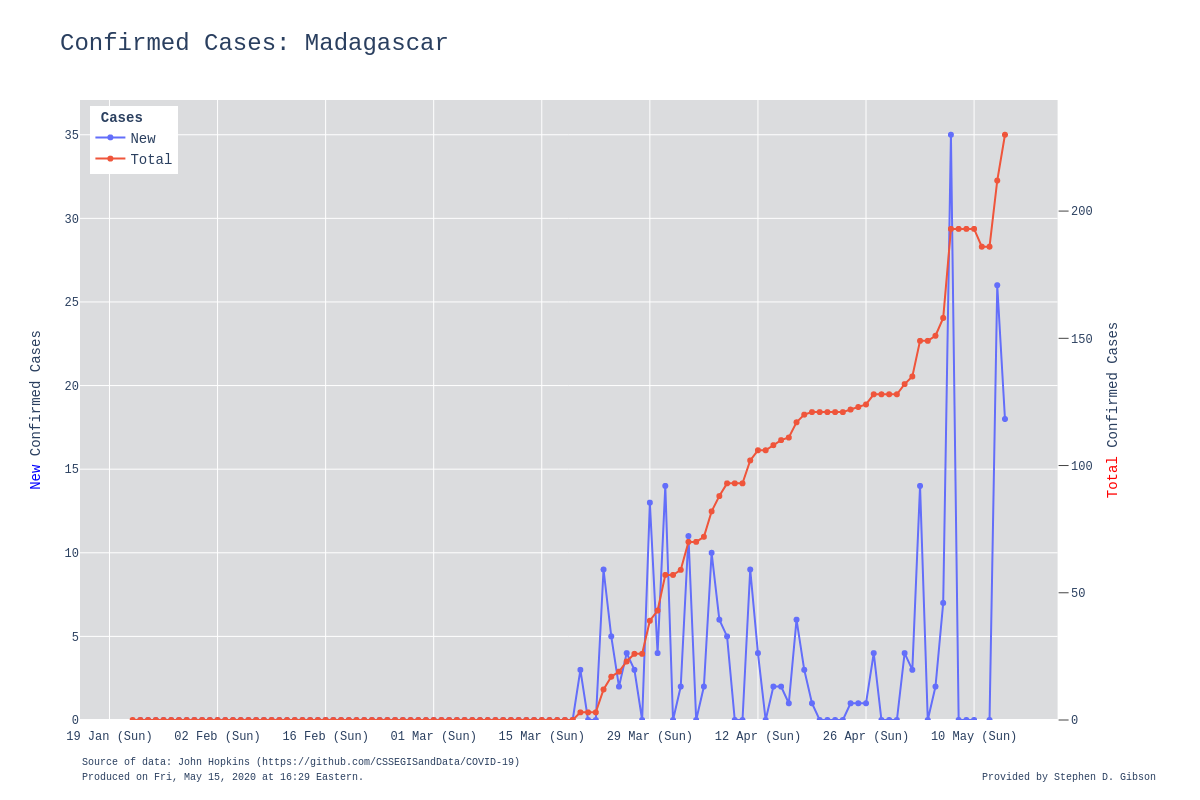 Confirmed Cases: Madagascar
Cases
New
Total
35
30
25
20
15
10
5
0
New Confirmed Cases
200
150
100
50
0
Total Confirmed Cases
19 Jan (Sun) 02 Feb (Sun) 16 Feb (Sun) 01 Mar (Sun) 15 Mar (Sun) 29 Mar (Sun) 12 Apr (Sun) 26 Apr (Sun) 10 May (Sun)
Source of data: John Hopkins (https://github.com/CSSEGISandData/COVID-19)
Produced on Fri, May 15, 2020 at 16:29 Eastern.
Provided by Stephen D. Gibson